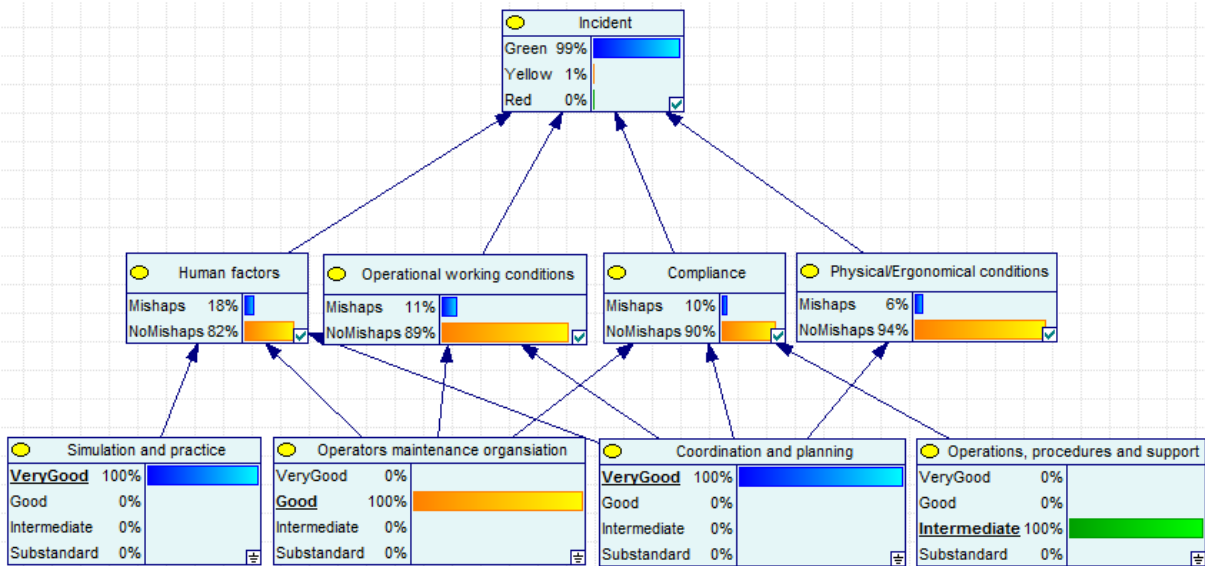 Incident
Green 99%
Yellow 1%
Red 0%
Human factors
Mishaps 18%
NoMishaps 82%
Operational working conditions
Mishaps 11%
NoMishaps 89%
Compliance
Mishaps 10%
NoMishaps 90%
Physical/Ergonomical conditions
Mishaps 6%
NoMishaps 94%
Simulation and practice
VeryGood 100%
Good 0%
Intermediate 0%
Substandard 0%
Operators maintenance organsiation
VeryGood 0%
Good 100%
Intermediate 0%
Substandard 0%
Coordination and planning
VeryGood 100%
Good 0%
Intermediate 0%
Substandard 0%
Operations, procedures and support
VeryGood 0%
Good 0%
Intermediate 100%
Substandard 0%